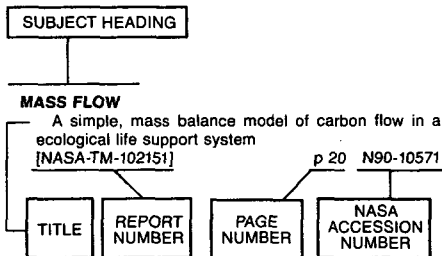 SUBJECT HEADING
MASS FLOW
A simple, mass balance model of carbon flow in a
ecological life support system
[NASA-TM-102151] p 20 N90-10571
TITLE
REPORT
NUMBER
PAGE
NUMBER
NASA
ACCESSION
NUMBER